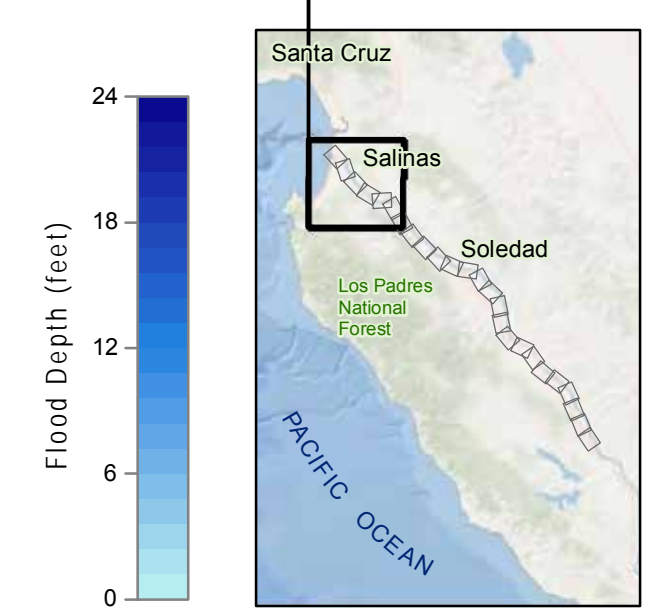 Santa Cruz
Salinas
Soledad
Los Padres
National
Forest
PACIFIC OCEAN
Flood Depth (feet)
24
18
12
6
0